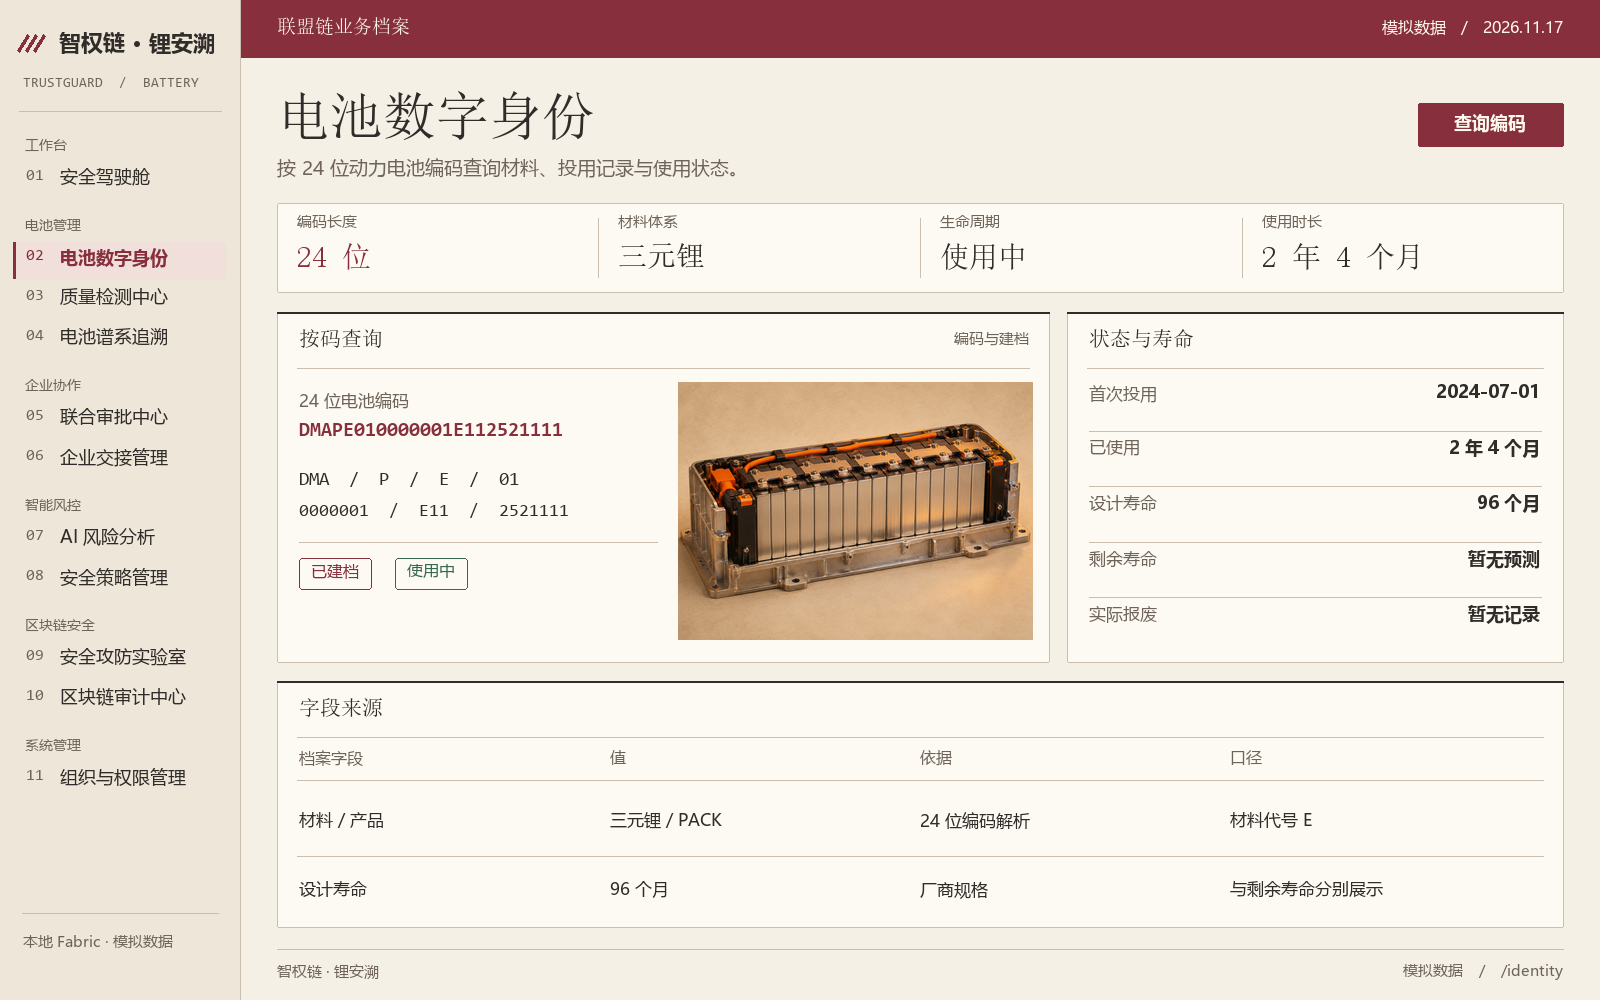 智权链·锂安溯
TRUSTGUARD / BATTERY
工作台
01 安全驾驶舱
电池管理
02 电池数字身份
03 质量检测中心
04 电池谱系追溯
企业协作
05 联合审批中心
06 企业交接管理
智能风控
07 AI 风险分析
08 安全策略管理
区块链安全
09 安全攻防实验室
10 区块链审计中心
系统管理
11 组织与权限管理
本地 Fabric · 模拟数据
联盟链业务档案
模拟数据 / 2026.11.17
电池数字身份
按 24 位动力电池编码查询材料、投用记录与使用状态。
查询编码
编码长度
24 位
材料体系
三元锂
生命周期
使用中
使用时长
2 年 4 个月
按码查询
编码与建档
24 位电池编码
DMAPE010000001E112521111
DMA / P / E / 01
0000001 / E11 / 2521111
已建档
使用中
状态与寿命
首次投用 2024-07-01
已使用 2 年 4 个月
设计寿命 96 个月
剩余寿命 暂无预测
实际报废 暂无记录
字段来源
档案字段 值 依据 口径
材料 / 产品 三元锂 / PACK 24 位编码解析 材料代号 E
设计寿命 96 个月 厂商规格 与剩余寿命分别展示
智权链 · 锂安溯
模拟数据 / /identity